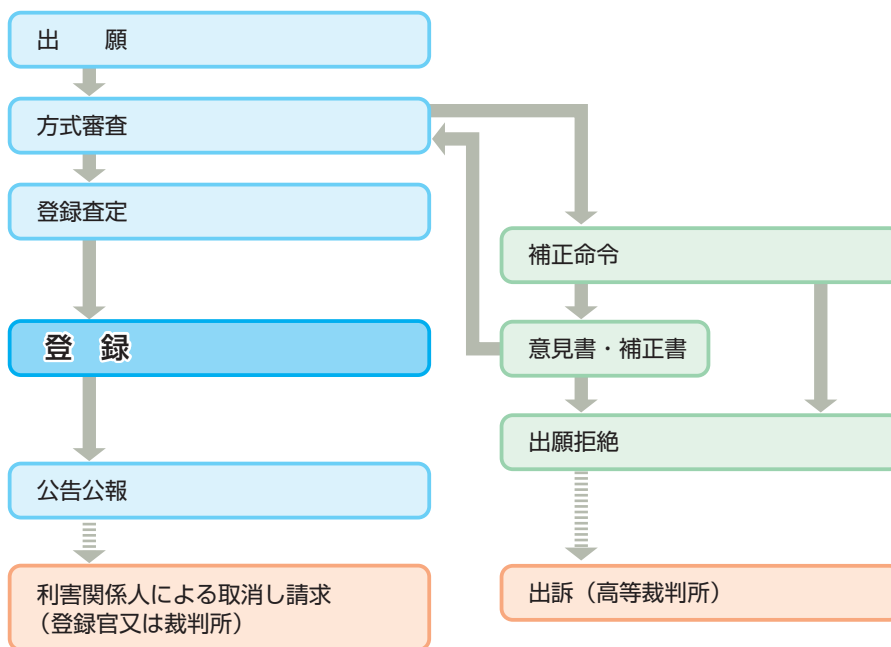 出　　願
方式審査
登録査定
登　録
公告公報
利害関係人による取消し請求
（登録官又は裁判所）
補正命令
意見書・補正書
出願拒絶
出訴（高等裁判所）